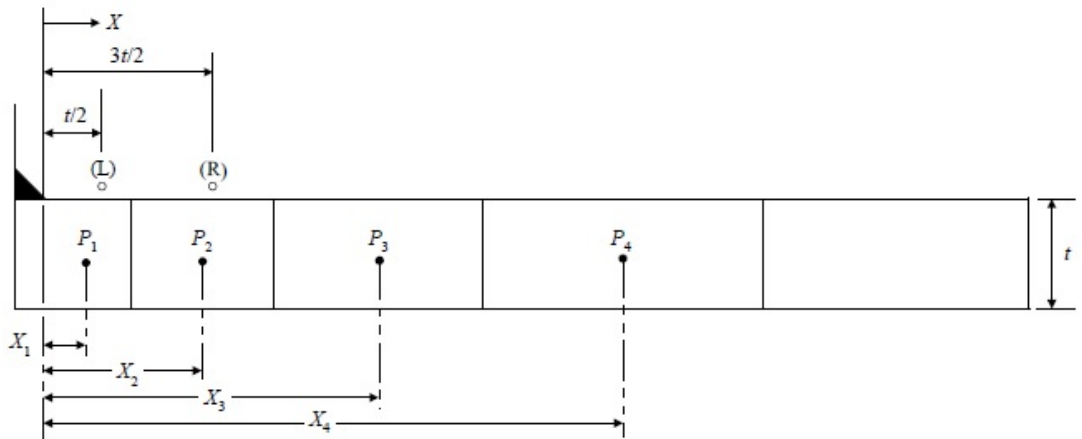 X
3t/2
t/2
(L) (R)
P₁ P₂ P₃ P₄
t
X₁
X₂
X₃
X₄